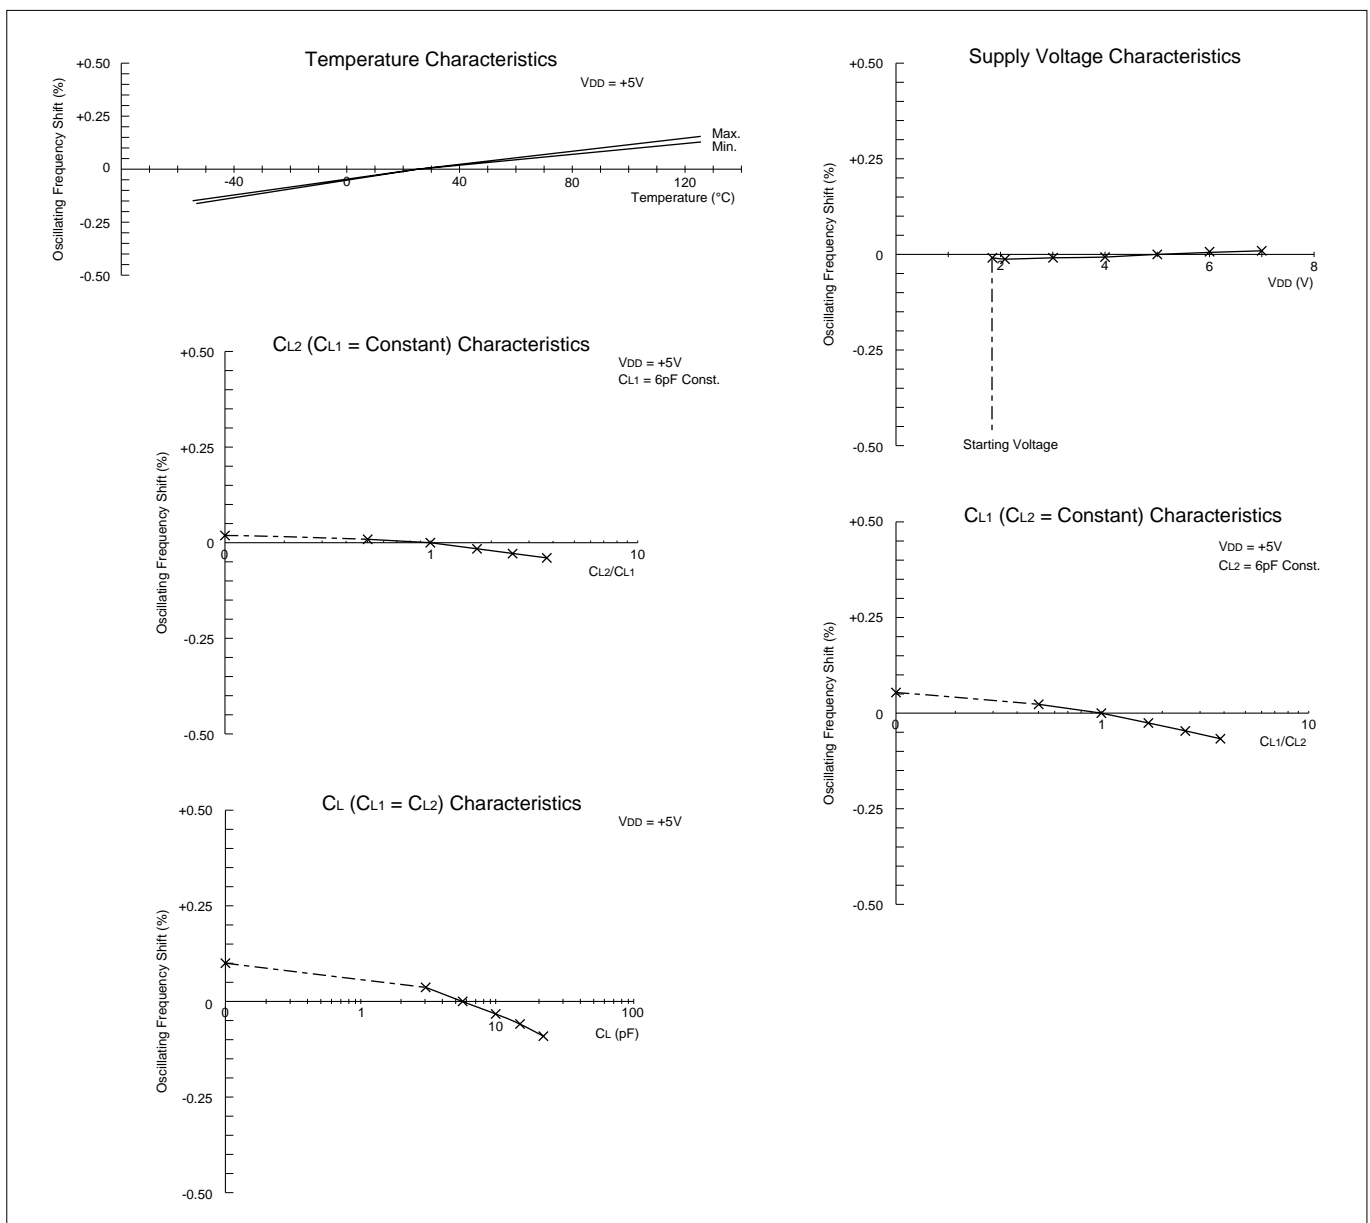 Temperature Characteristics
VDD = +5V
Oscillating Frequency Shift (%)
+0.50
+0.25
0
-0.25
-0.50
-40
0
40
80
120
Max.
Min.
Temperature (°C)
Supply Voltage Characteristics
Oscillating Frequency Shift (%)
+0.50
+0.25
0
-0.25
-0.50
2
4
6
8
VDD (V)
Starting Voltage
CL2 (CL1 = Constant) Characteristics
VDD = +5V
CL1 = 6pF Const.
Oscillating Frequency Shift (%)
+0.50
+0.25
0
-0.25
-0.50
0
1
10
CL2/CL1
CL1 (CL2 = Constant) Characteristics
VDD = +5V
CL2 = 6pF Const.
Oscillating Frequency Shift (%)
+0.50
+0.25
0
-0.25
-0.50
0
1
10
CL1/CL2
CL (CL1 = CL2) Characteristics
VDD = +5V
Oscillating Frequency Shift (%)
+0.50
+0.25
0
-0.25
-0.50
0
1
10
100
CL (pF)